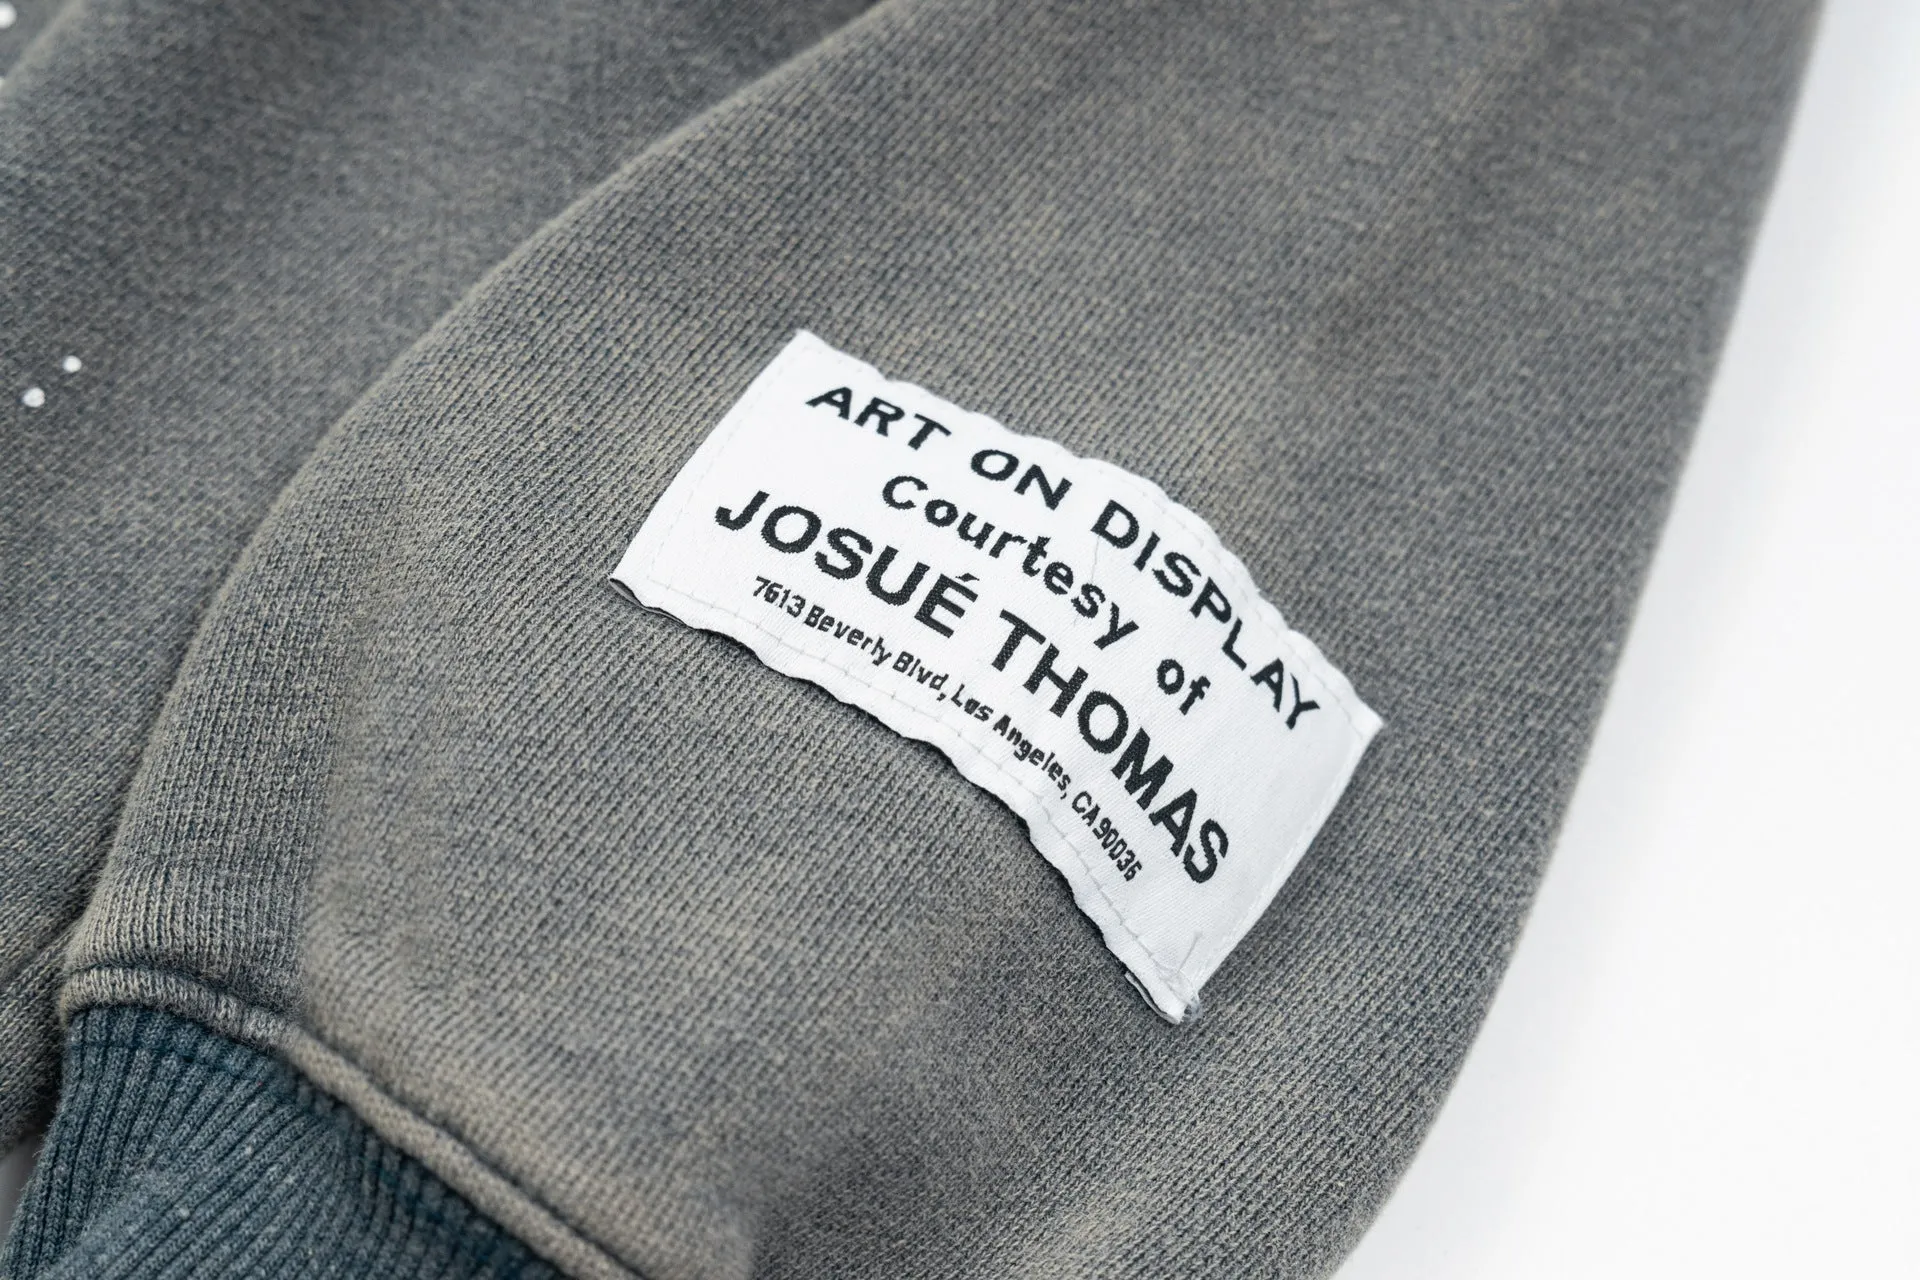 ART ON DISPLAY
Courtesy of
JOSUÉ THOMAS
7613 Beverly Blvd, Los Angeles, CA 90036